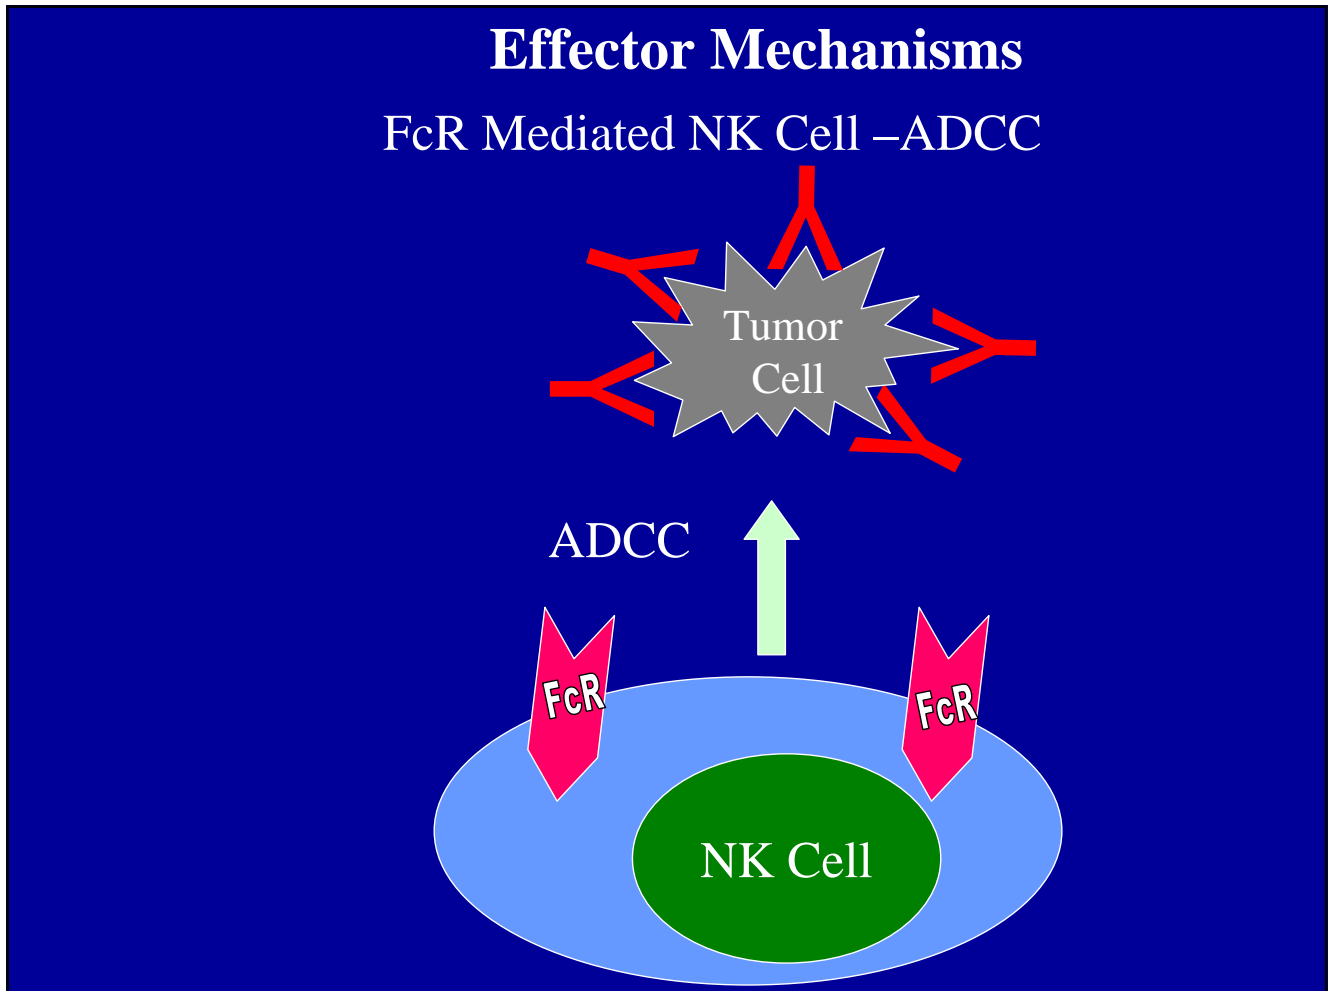 Effector Mechanisms
FcR Mediated NK Cell –ADCC
Tumor
Cell
ADCC
FcR
FcR
NK Cell